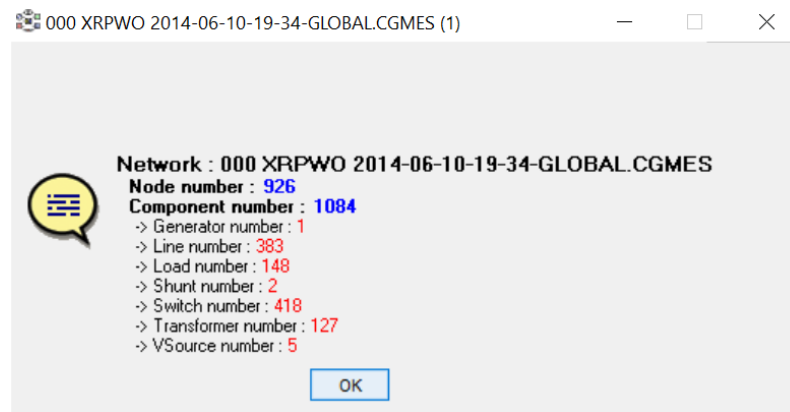 000 XRPWO 2014-06-10-19-34-GLOBAL.CGMES (1)
Network : 000 XRPWO 2014-06-10-19-34-GLOBAL.CGMES
Node number : 926
Component number : 1084
-> Generator number : 1
-> Line number : 383
-> Load number : 148
-> Shunt number : 2
-> Switch number : 418
-> Transformer number : 127
-> VSource number : 5
OK